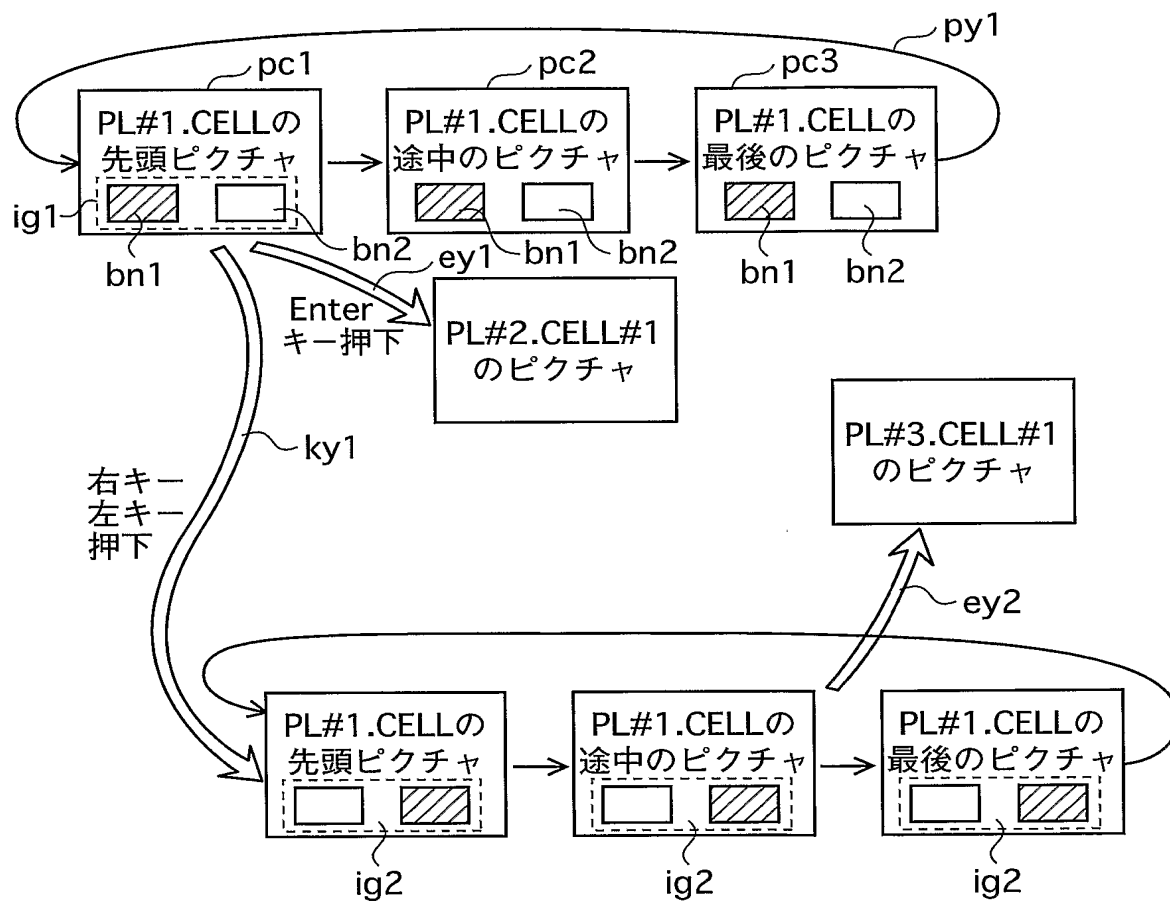 py1
pc1
pc2
pc3
PL#1.CELLの
先頭ピクチャ
PL#1.CELLの
途中のピクチャ
PL#1.CELLの
最後のピクチャ
ig1
bn1
bn2
bn1
bn2
bn1
bn2
ey1
Enter
キー押下
PL#2.CELL#1
のピクチャ
ky1
右キー
左キー
押下
PL#3.CELL#1
のピクチャ
ey2
PL#1.CELLの
先頭ピクチャ
PL#1.CELLの
途中のピクチャ
PL#1.CELLの
最後のピクチャ
ig2
ig2
ig2